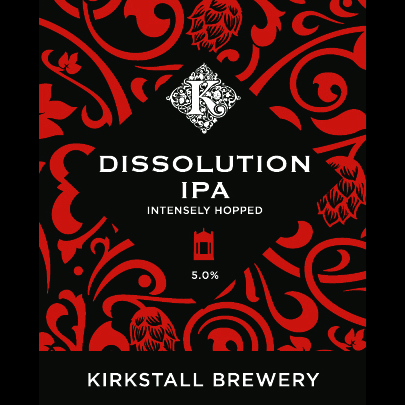 K
DISSOLUTION
IPA
INTENSELY HOPPED
5.0%
KIRKSTALL BREWERY